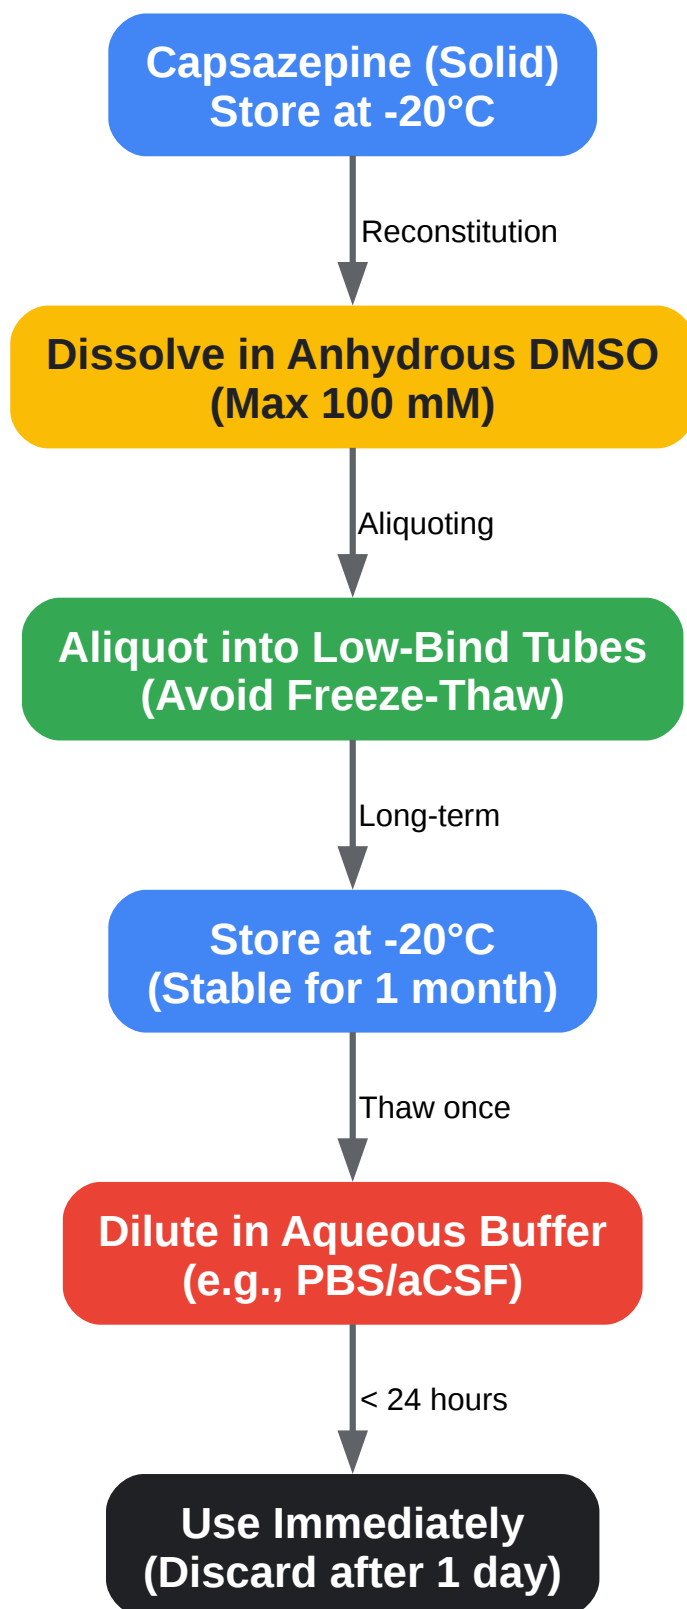 Capsazepine (Solid)
Store at -20°C
Reconstitution
Dissolve in Anhydrous DMSO
(Max 100 mM)
Aliquoting
Aliquot into Low-Bind Tubes
(Avoid Freeze-Thaw)
Long-term
Store at -20°C
(Stable for 1 month)
Thaw once
Dilute in Aqueous Buffer
(e.g., PBS/aCSF)
< 24 hours
Use Immediately
(Discard after 1 day)